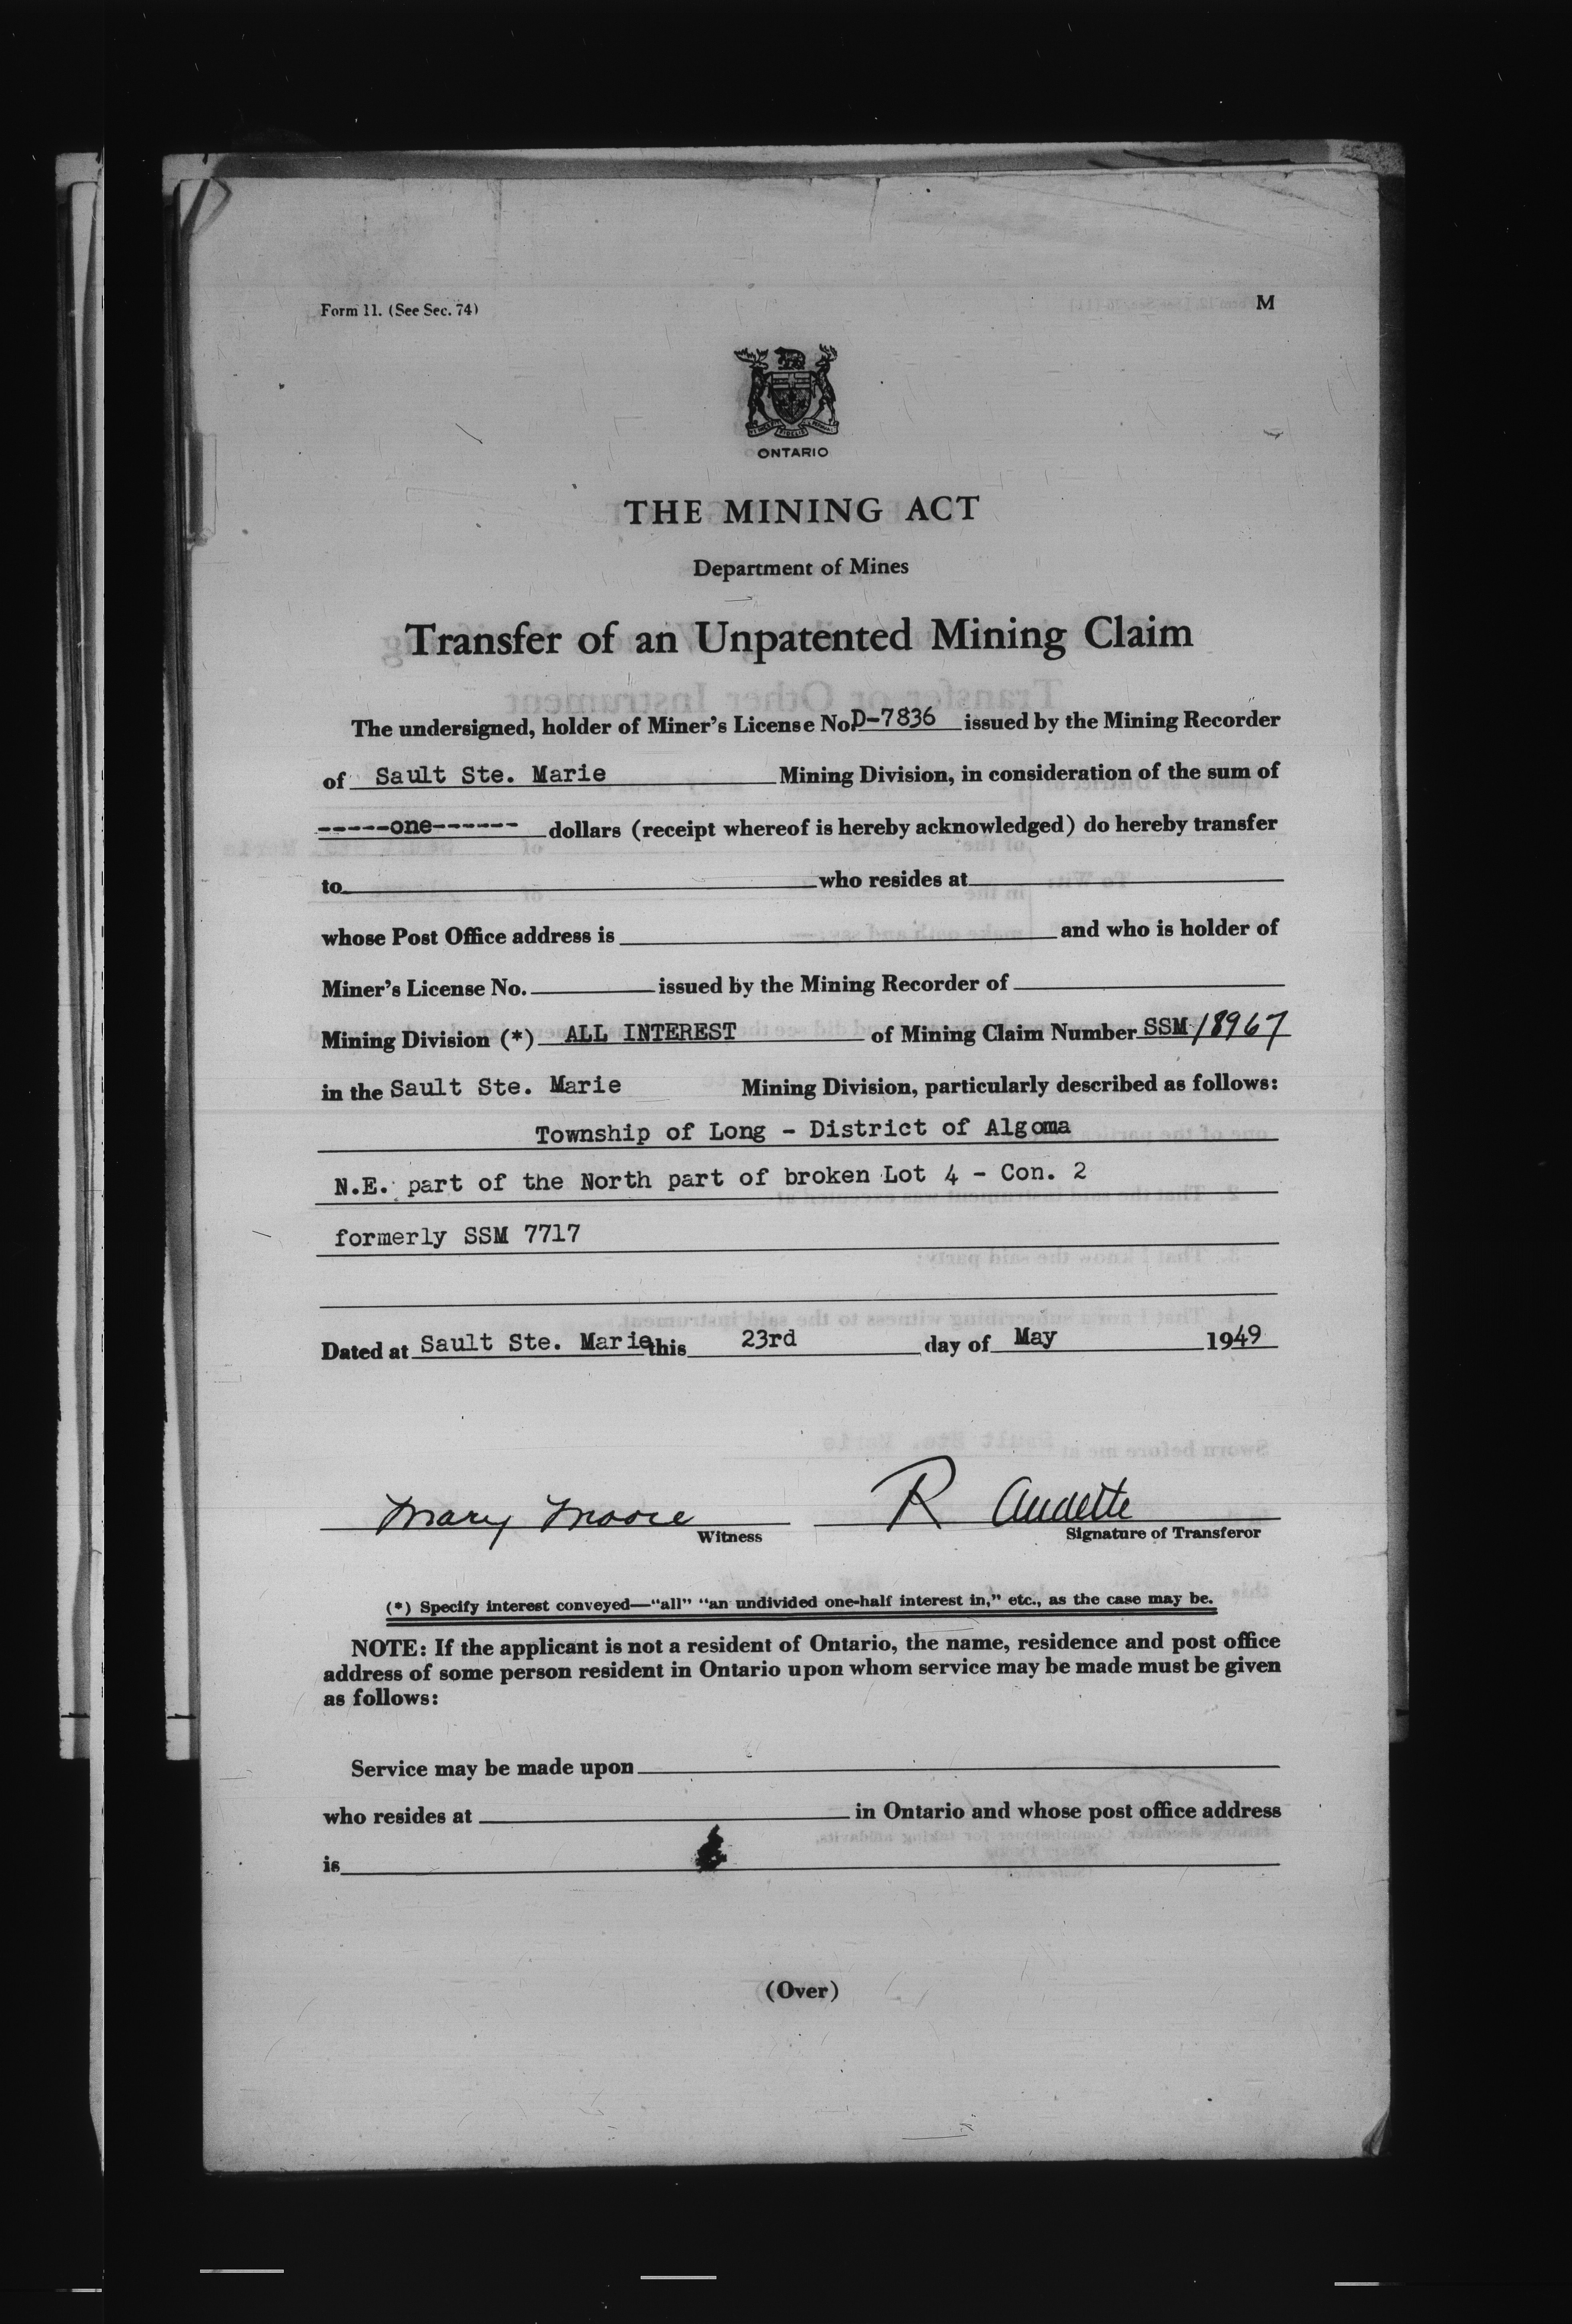 Form 11. (See Sec. 74)
M
ONTARIO
THE MINING ACT
Department of Mines
Transfer of an Unpatented Mining Claim
The undersigned, holder of Miner's License No. D-7836 issued by the Mining Recorder
of Sault Ste. Marie Mining Division, in consideration of the sum of
-----one------ dollars (receipt whereof is hereby acknowledged) do hereby transfer
to who resides at
whose Post Office address is and who is holder of
Miner's License No. issued by the Mining Recorder of
Mining Division (*) ALL INTEREST of Mining Claim Number SSM 18967
in the Sault Ste. Marie Mining Division, particularly described as follows:
Township of Long - District of Algoma
N.E. part of the North part of broken Lot 4 - Con. 2
formerly SSM 7717
Dated at Sault Ste. Marie this 23rd day of May 1949
Mary Moore R Audette
Witness Signature of Transferor
(*) Specify interest conveyed—"all" "an undivided one-half interest in," etc., as the case may be.
NOTE: If the applicant is not a resident of Ontario, the name, residence and post office
address of some person resident in Ontario upon whom service may be made must be given
as follows:
Service may be made upon
who resides at in Ontario and whose post office address
is
(Over)